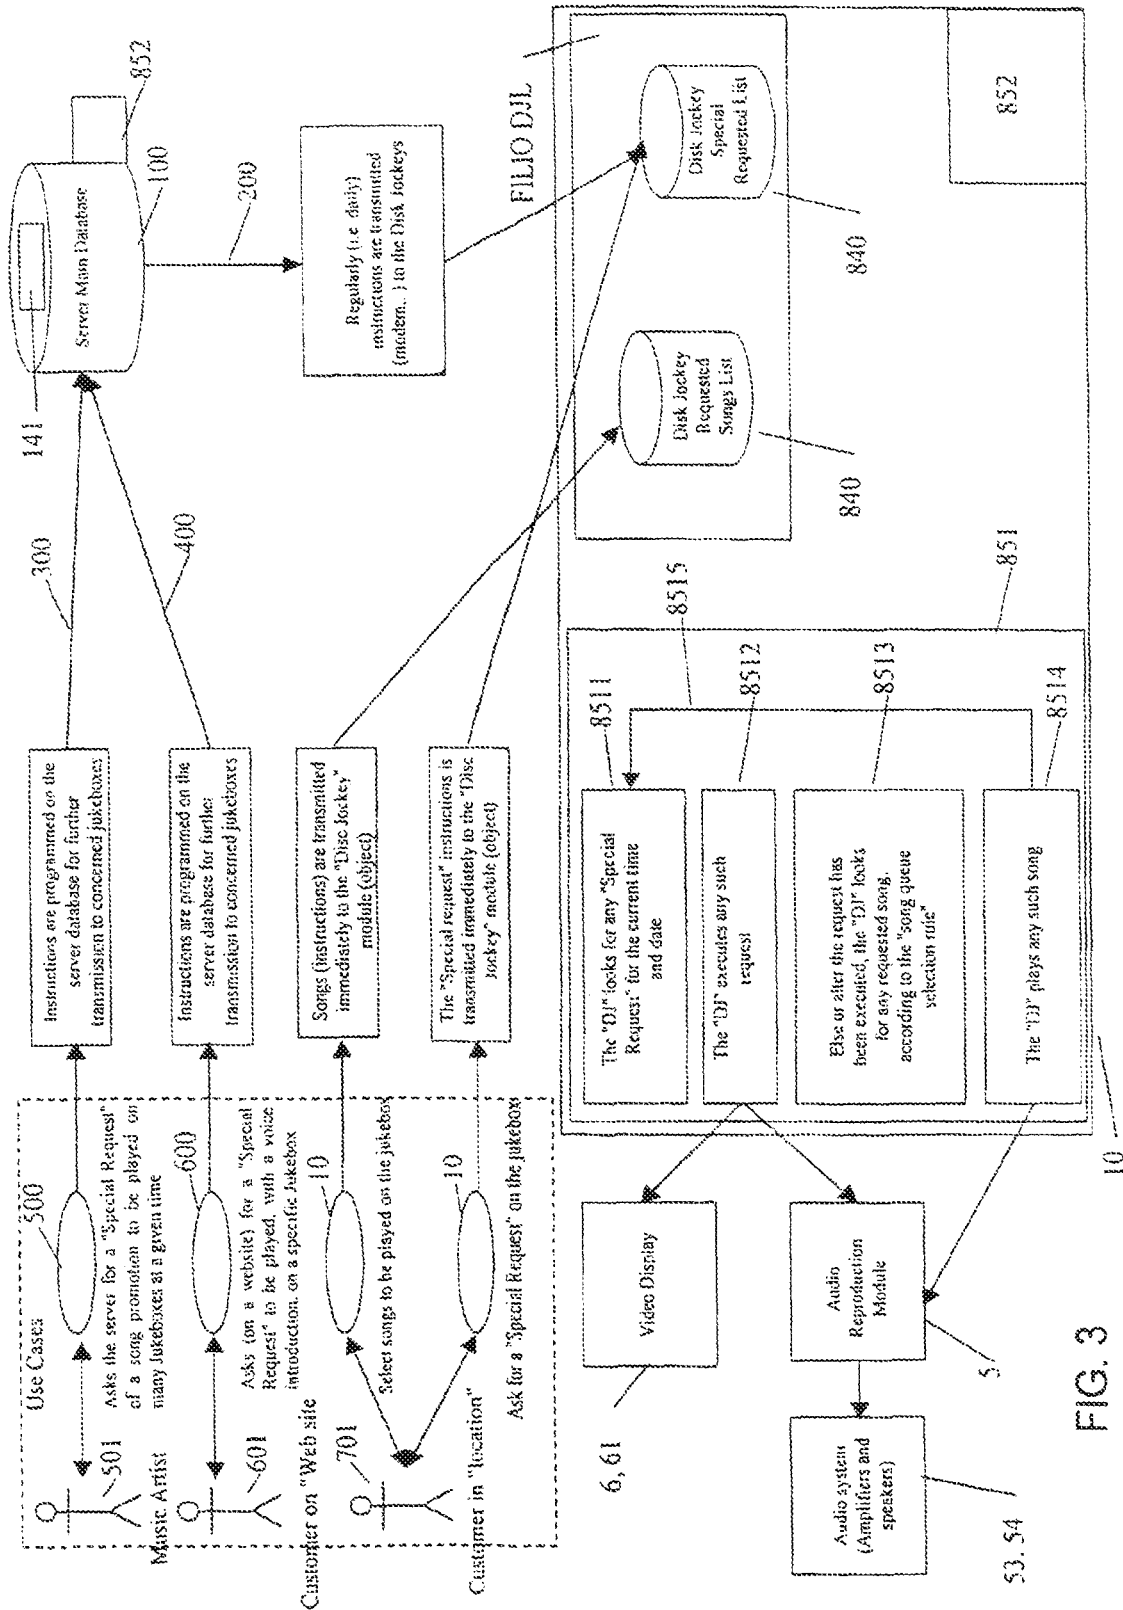 Use Cases
500
Asks the server for a "Special Request"
of a song promotion to be played on
many Jukeboxes at a given time
501
Music Artist
600
Asks (on a website) for a "Special
Request" to be played, with a voice
introduction, on a specific Jukebox
601
Customer on "Web site
10
Select songs to be played on the jukebox
701
10
Ask for a "Special Request" on the jukebox
Customer in "location"
Instructions are programmed on the
server database for further
transmission to concerned jukeboxes
300
Instructions are programmed on the
server database for further
transmission to concerned jukeboxes
400
Songs (instructions) are transmitted
immediately to the "Disc Jockey"
module (object)
The "Special request" instructions is
transmitted immediately to the "Disc
Jockey" module (object)
141
Server Main Database
852
100
200
Regularly (i.e. daily)
instructions are transmitted
(modem..) to the Disk Jockeys
FILIO DJL
Disk Jockey
Requested
Songs List
840
Disk Jockey
Special
Requested List
840
852
8515
851
8511
The "DJ" looks for any "Special
Request" for the current time
and date
8512
The "DJ" executes any such
request
8513
Else or after the request has
been executed, the "DJ" looks
for any requested song,
according to the "song queue
selection rule"
8514
The "DJ" plays any such song
10
Video Display
6, 61
Audio
Reproduction
Module
5
Audio system
(Amplifiers and
speakers)
53, 54
FIG. 3